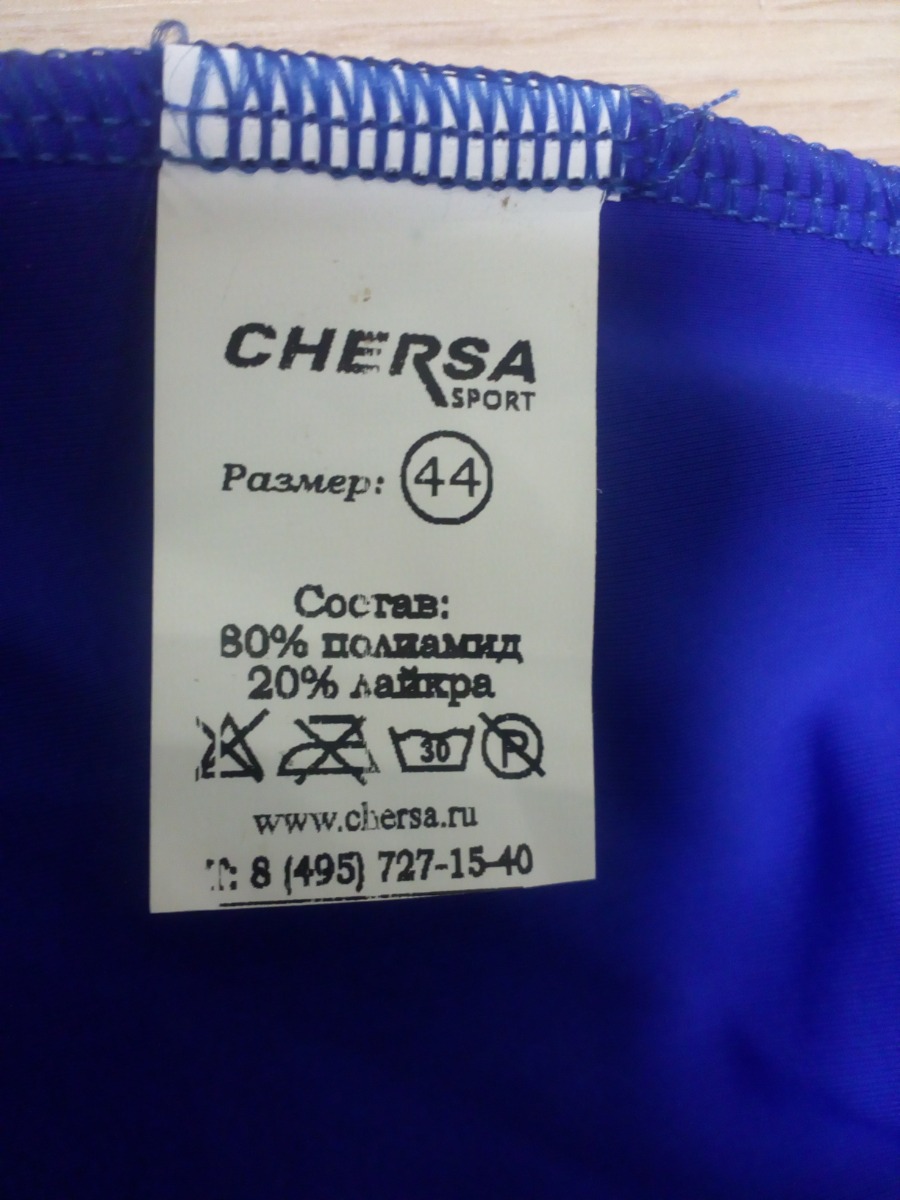 CHERSA
SPORT
Размер: 44
Состав:
80% полиамид
20% лайкра
30 P
www.chersa.ru
Т: 8 (495) 727-15-40